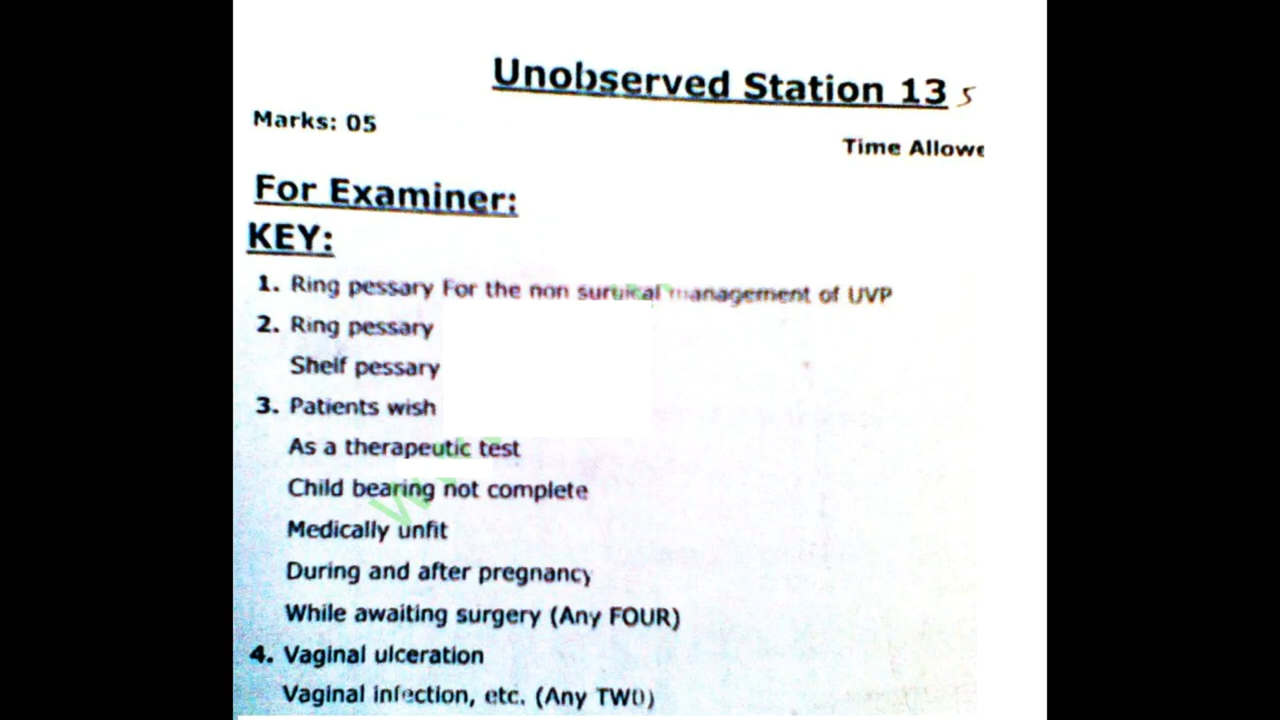 Unobserved Station 13 5
Marks: 05
Time Allowe
For Examiner:
KEY:
1. Ring pessary For the non surgical management of UVP
2. Ring pessary
Shelf pessary
3. Patients wish
As a therapeutic test
Child bearing not complete
Medically unfit
During and after pregnancy
While awaiting surgery (Any FOUR)
4. Vaginal ulceration
Vaginal infection, etc. (Any TWO)